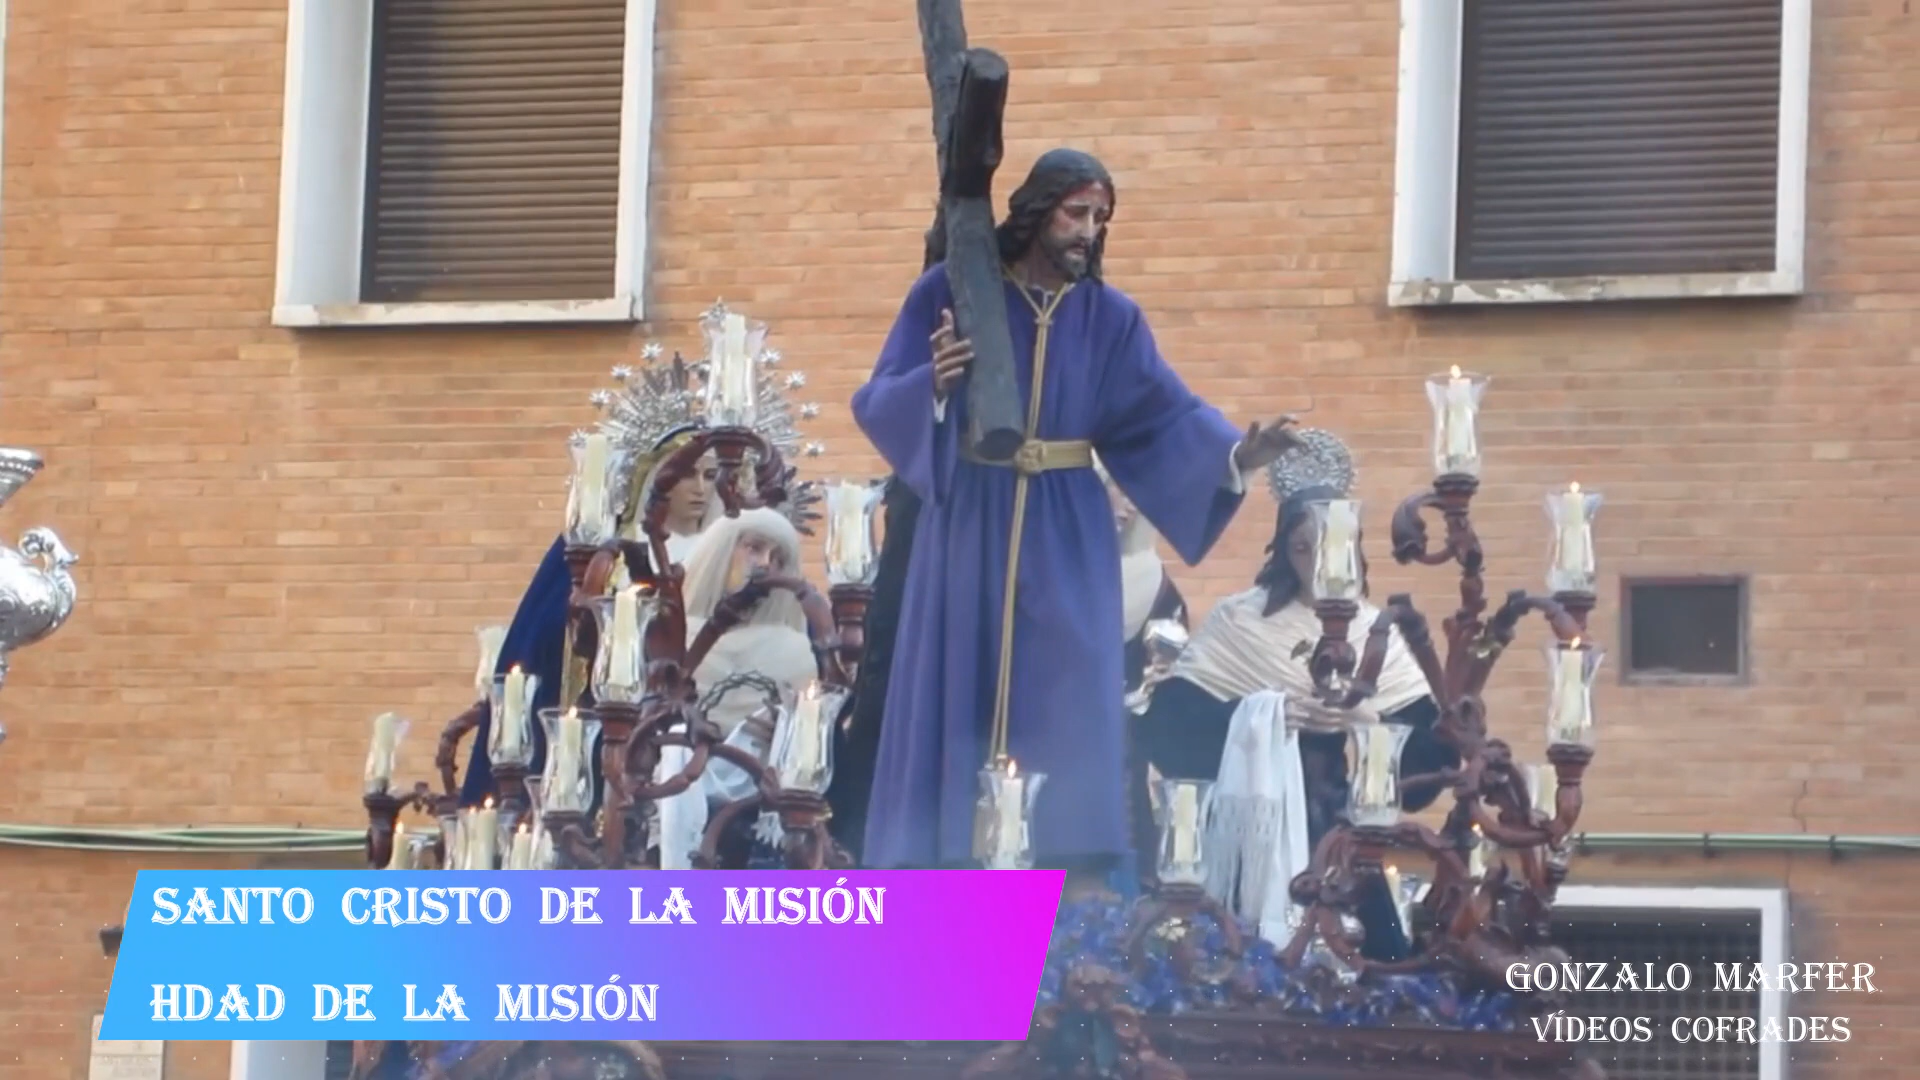 SANTO CRISTO DE LA MISIÓN
HDAD DE LA MISIÓN
GONZALO MARFER
VÍDEOS COFRADES